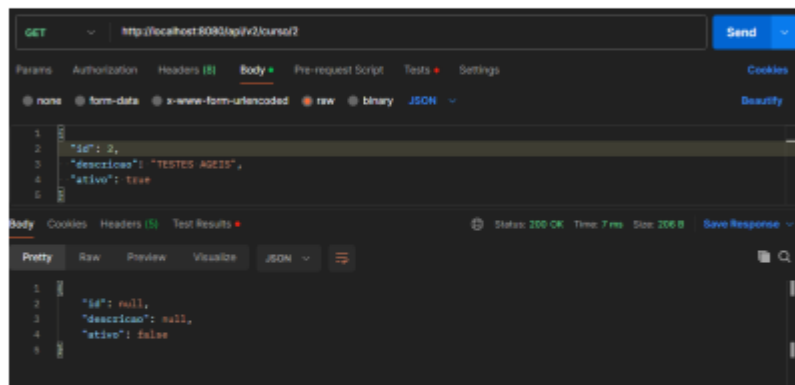 GET http://localhost:8080/api/v2/curso/2 Send
Params Authorization Headers (8) Body Pre-request Script Tests Settings Cookies
none form-data x-www-form-urlencoded raw binary JSON Beautify
1 {
2 "id": 2,
3 "descricao": "TESTES AGEIS",
4 "ativo": true
5 }
Body Cookies Headers (5) Test Results Status: 200 OK Time: 7 ms Size: 206 B Save Response
Pretty Raw Preview Visualize JSON
1 {
2 "id": null,
3 "descricao": null,
4 "ativo": false
5 }